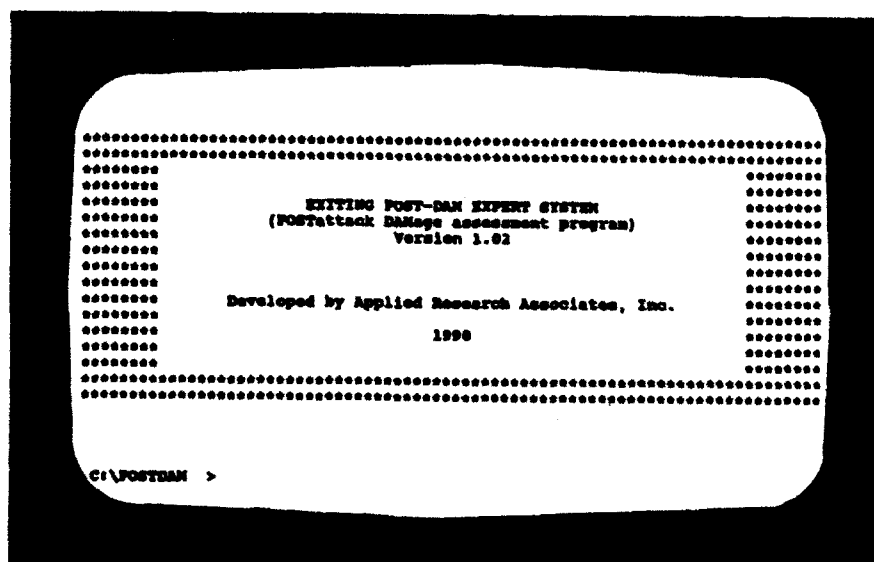 EXITING POST-DAM EXPERT SYSTEM
(POSTattack DAMage assessment program)
Version 1.02
Developed by Applied Research Associates, Inc.
1990
C:\POSTDAM >